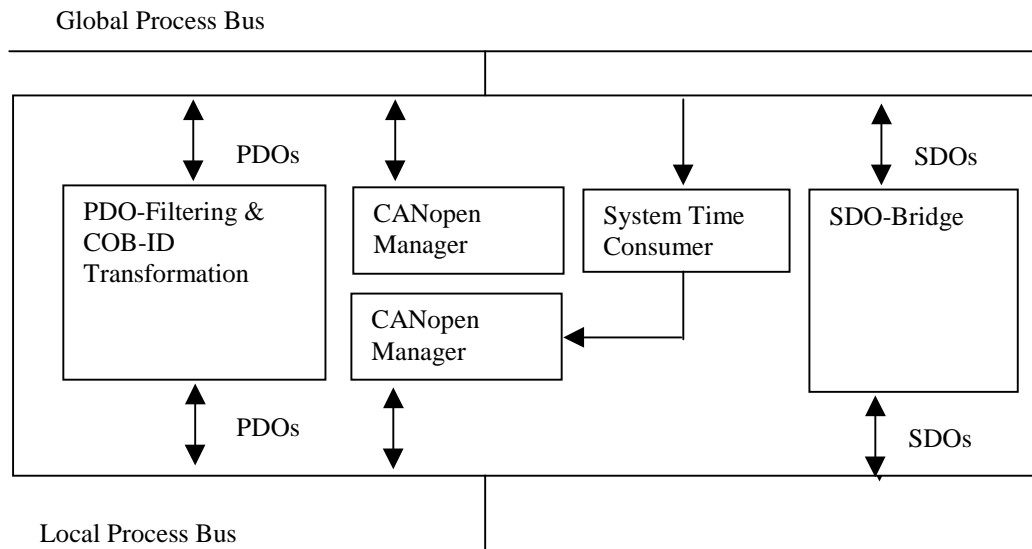 Global Process Bus
PDOs
SDOs
PDO-Filtering &
COB-ID
Transformation
CANopen
Manager
System Time
Consumer
SDO-Bridge
CANopen
Manager
PDOs
SDOs
Local Process Bus